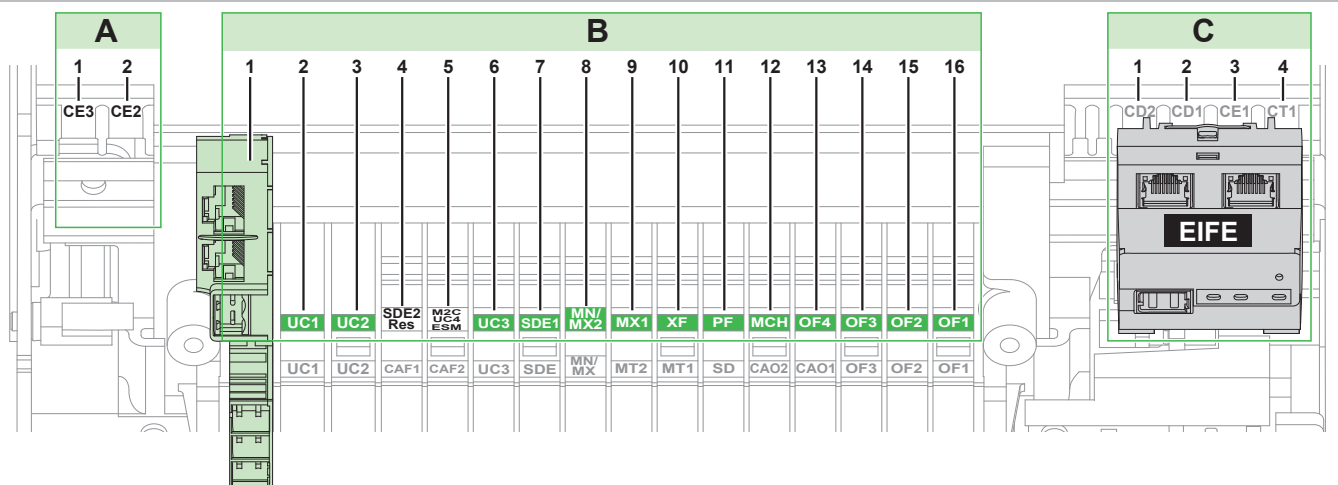 A B C
1 2 1 2 3 4 5 6 7 8 9 10 11 12 13 14 15 16 1 2 3 4
CE3 CE2 CD2 CD1 CE1 CT1
EIFE
UC1 UC2 SDE2 Res M2C UC4 ESM UC3 SDE1 MN/ MX2 MX1 XF PF MCH OF4 OF3 OF2 OF1
UC1 UC2 CAF1 CAF2 UC3 SDE MN/ MX MT2 MT1 SD CAO2 CAO1 OF3 OF2 OF1